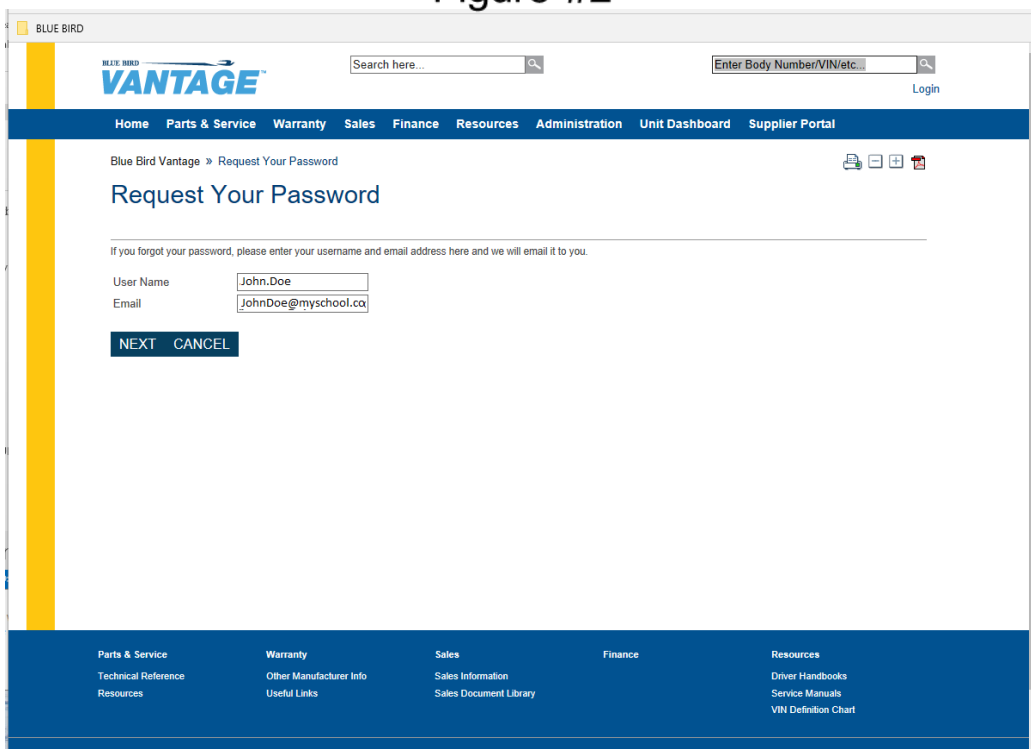 Figure #2
BLUE BIRD
BLUE BIRD
VANTAGE
Search here...
Enter Body Number/VIN/etc...
Login
Home Parts & Service Warranty Sales Finance Resources Administration Unit Dashboard Supplier Portal
Blue Bird Vantage » Request Your Password
Request Your Password
If you forgot your password, please enter your username and email address here and we will email it to you.
User Name John.Doe
Email JohnDoe@myschool.co
NEXT CANCEL
Parts & Service Warranty Sales Finance Resources
Technical Reference Other Manufacturer Info Sales Information Driver Handbooks
Resources Useful Links Sales Document Library Service Manuals
VIN Definition Chart